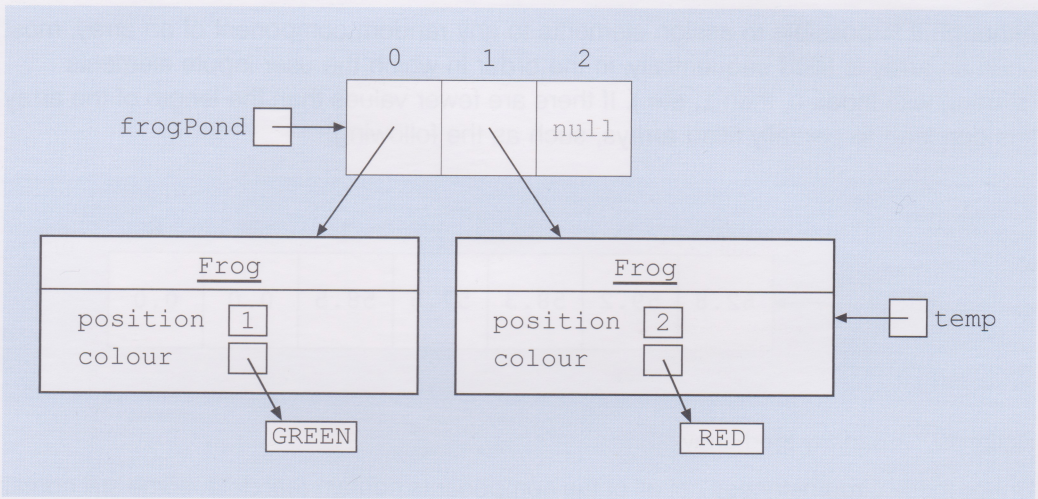 0 1 2
frogPond null
Frog Frog
position 1 position 2 temp
colour colour
GREEN RED